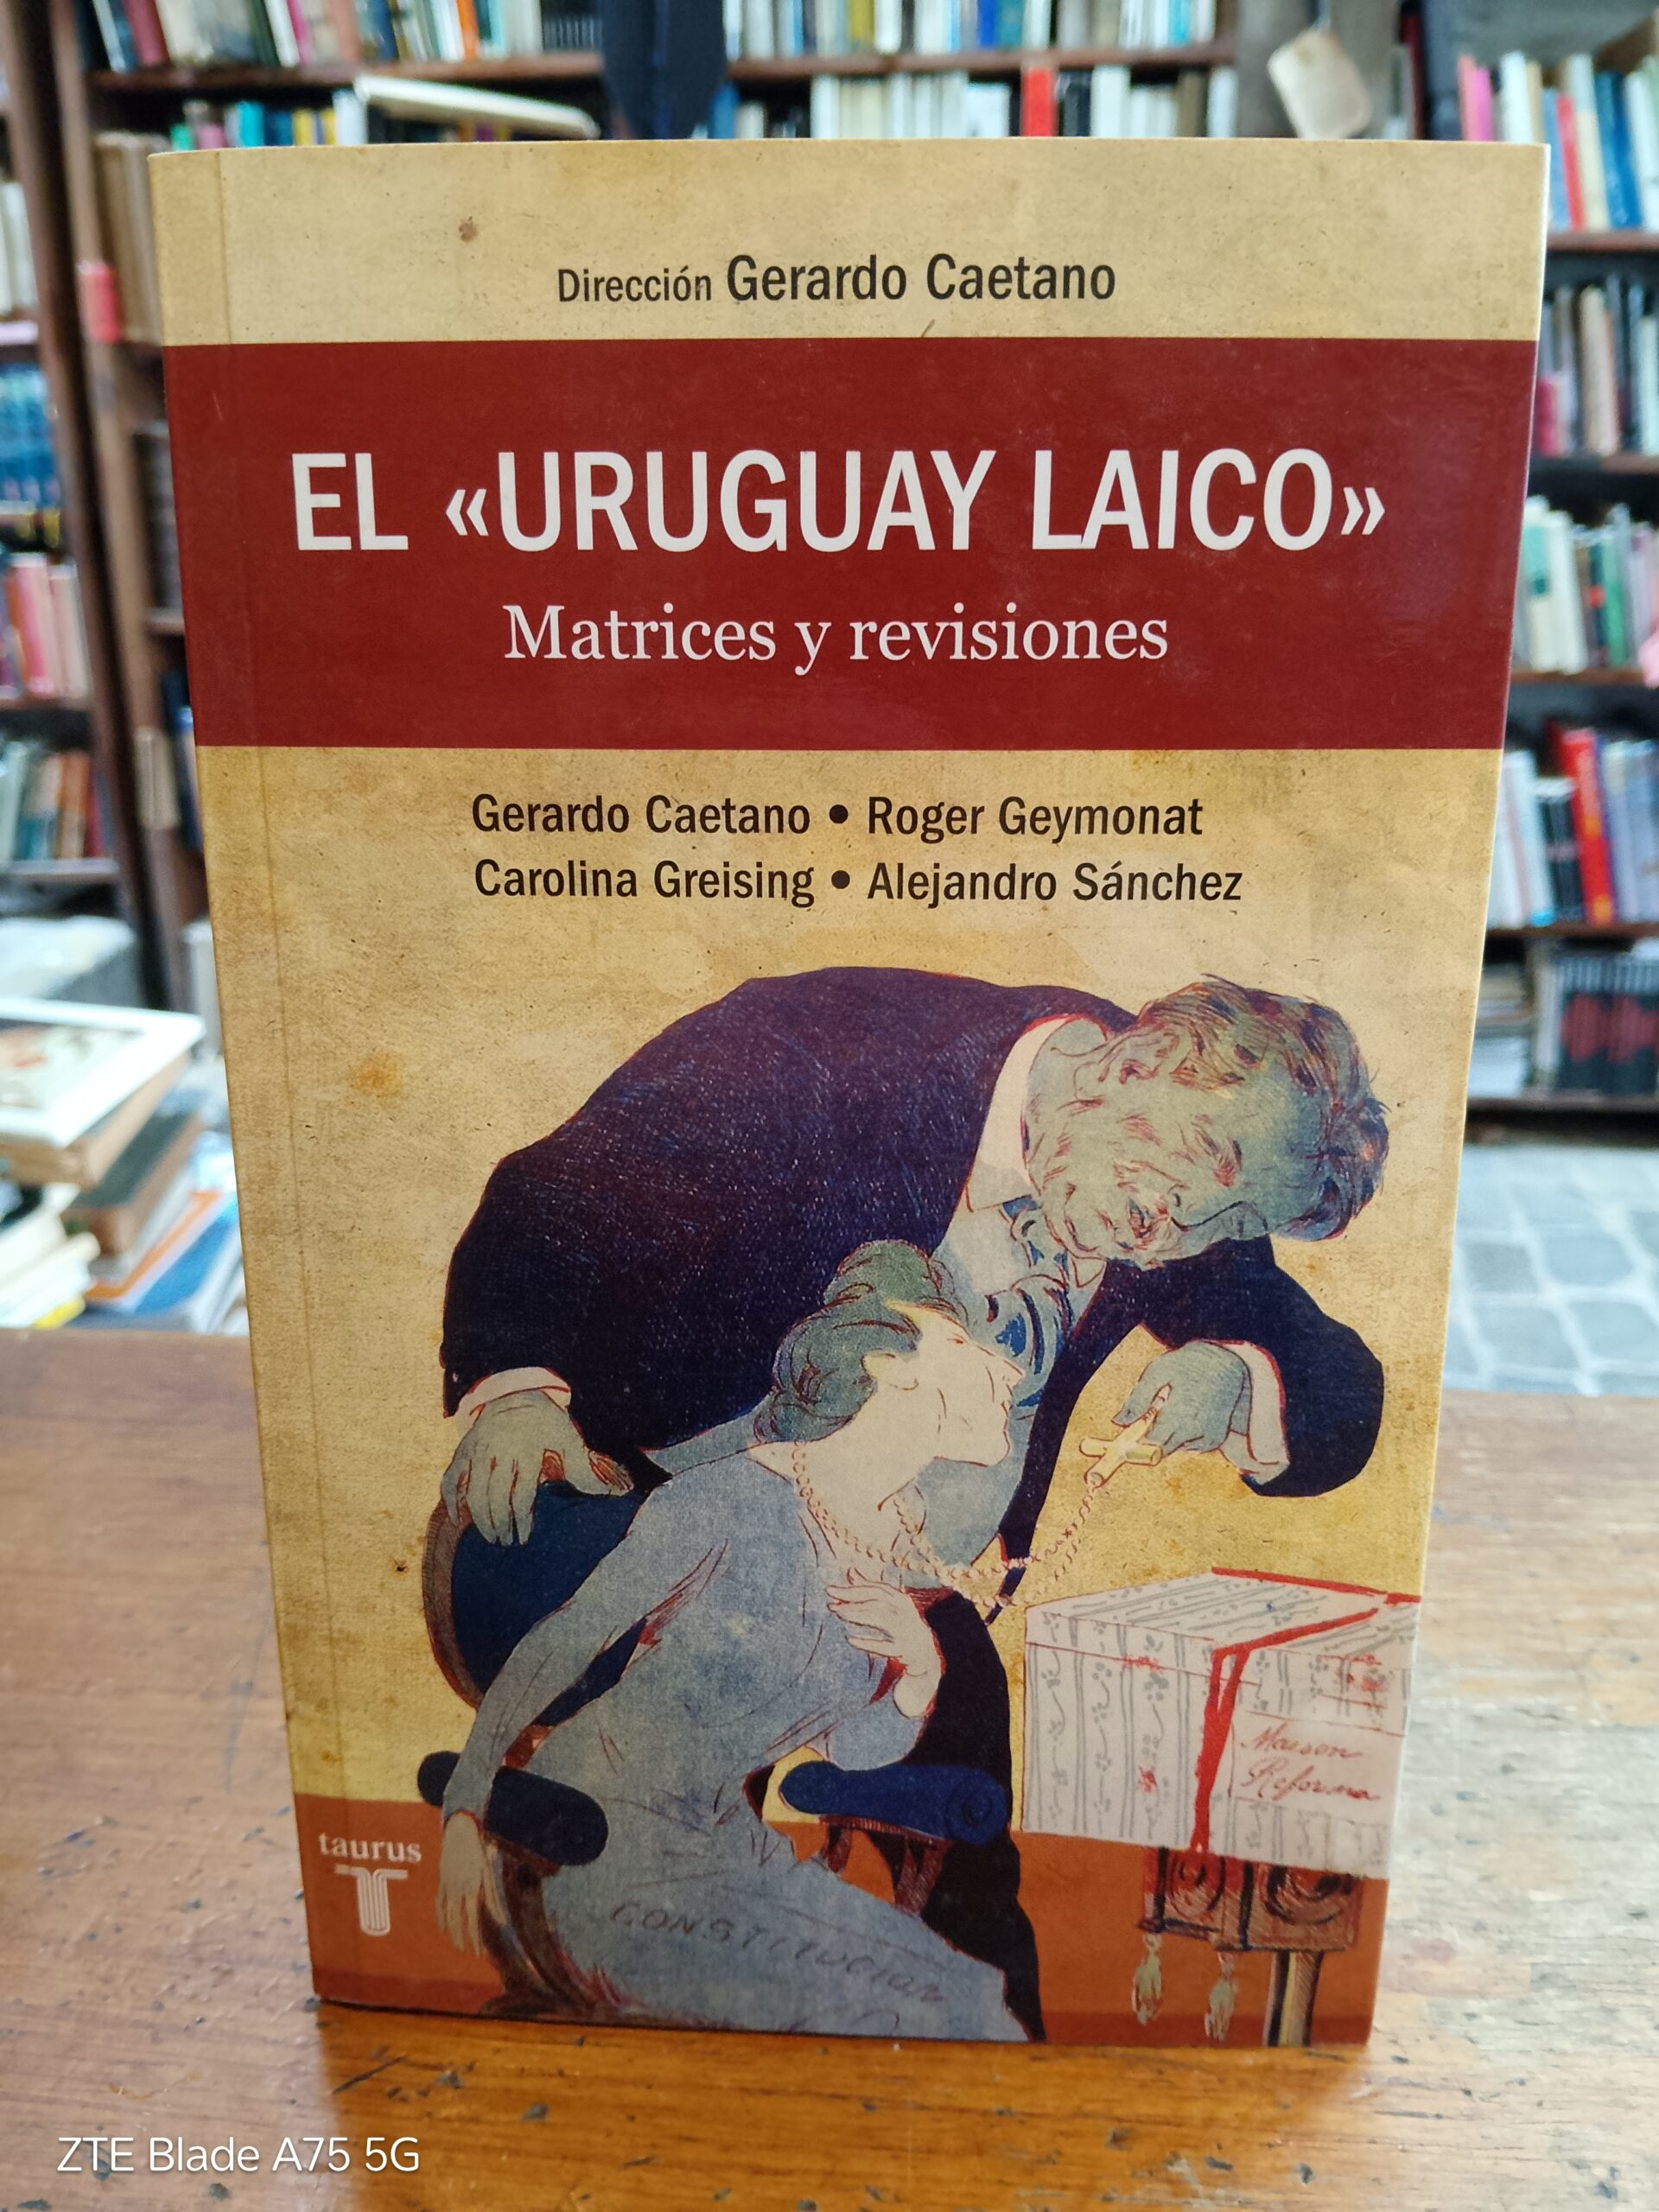 Dirección Gerardo Caetano
EL «URUGUAY LAICO»
Matrices y revisiones
Gerardo Caetano • Roger Geymonat
Carolina Greising • Alejandro Sánchez
Reforma
taurus
CONSTITUCION
ZTE Blade A75 5G